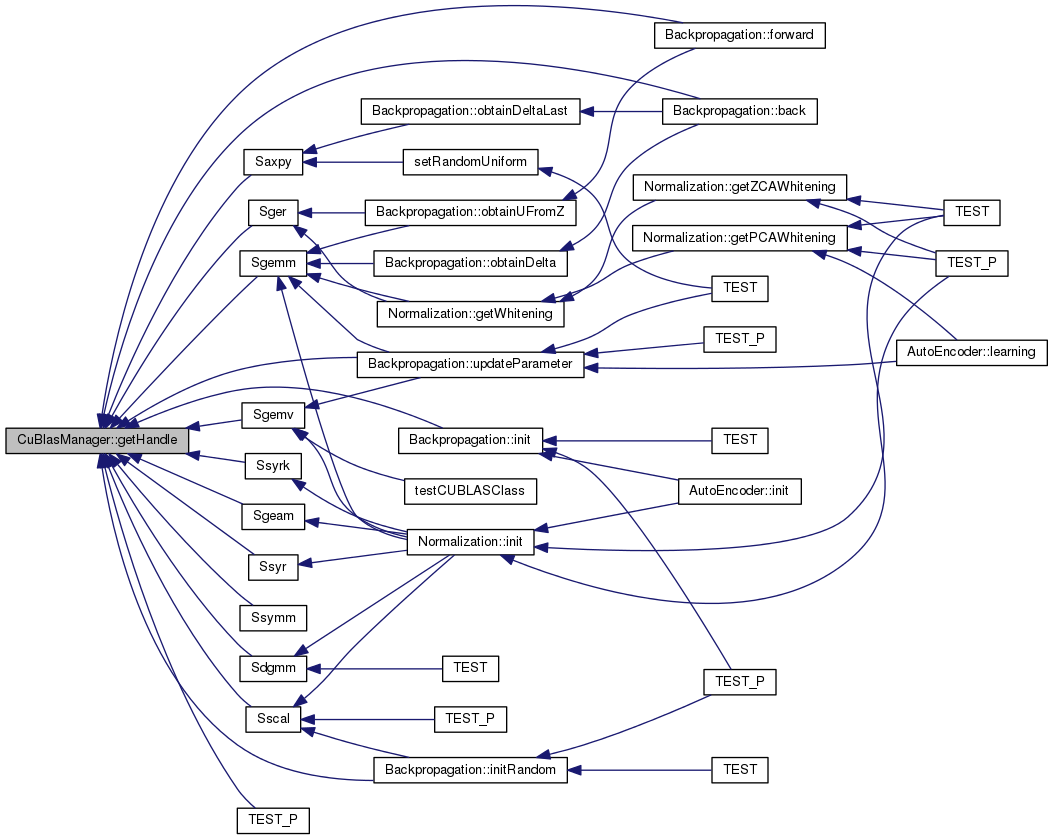 Backpropagation::forward
Backpropagation::obtainDeltaLast
Backpropagation::back
Saxpy
setRandomUniform
Normalization::getZCAWhitening
Sger
Backpropagation::obtainUFromZ
TEST
Normalization::getPCAWhitening
Sgemm
Backpropagation::obtainDelta
TEST_P
TEST
Normalization::getWhitening
TEST_P
AutoEncoder::learning
Backpropagation::updateParameter
Sgemv
CuBlasManager::getHandle
Backpropagation::init
TEST
Ssyrk
testCUBLASClass
AutoEncoder::init
Sgeam
Normalization::init
Ssyr
Ssymm
Sdgmm
TEST
TEST_P
Sscal
TEST_P
Backpropagation::initRandom
TEST
TEST_P